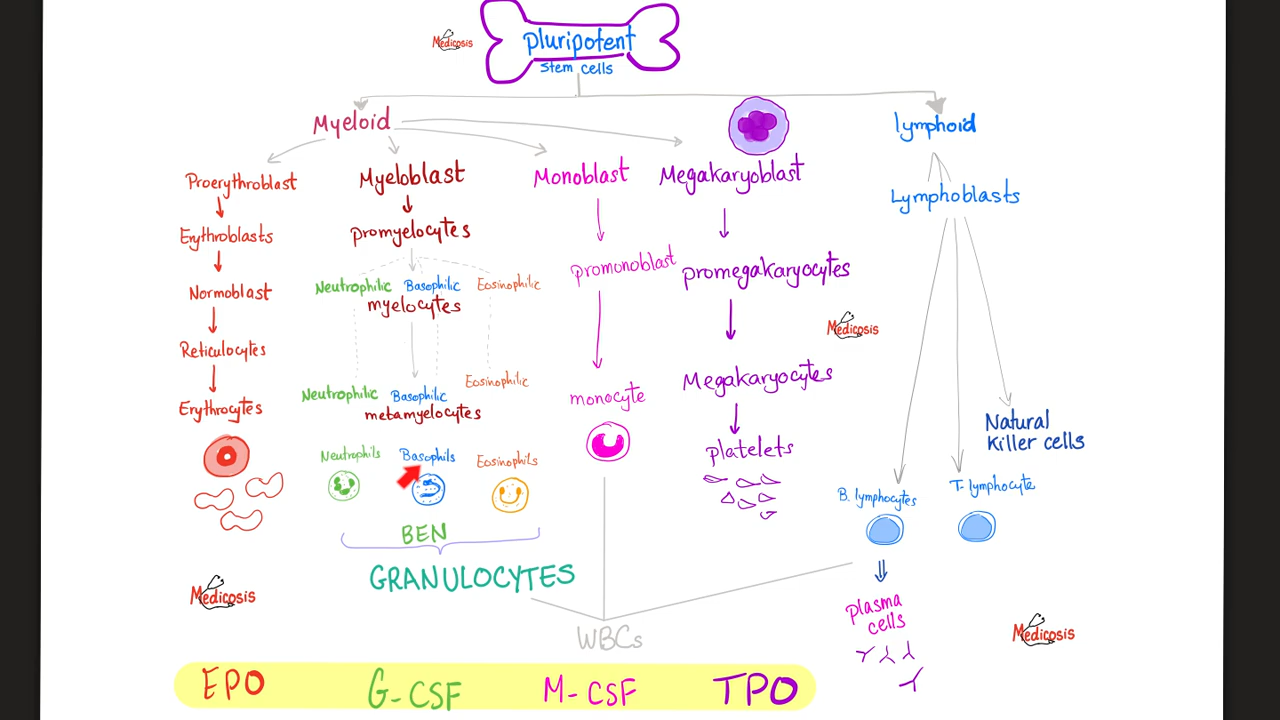 Medicosis
pluripotent
stem cells
Myeloid
lymphoid
Proerythroblast
Erythroblasts
Normoblast
Reticulocytes
Erythrocytes
Myeloblast
promyelocytes
Neutrophilic Basophilic Eosinophilic
myelocytes
Neutrophilic Basophilic Eosinophilic
metamyelocytes
Neutrophils Basophils Eosinophils
BEN
GRANULOCYTES
Monoblast
promonoblast
monocyte
Megakaryoblast
promegakaryocytes
Megakaryocytes
platelets
Medicosis
Lymphoblasts
Natural
Killer cells
B. lymphocytes
T. lymphocyte
plasma
cells
Medicosis
WBCs
Medicosis
EPO G-CSF M-CSF TPO